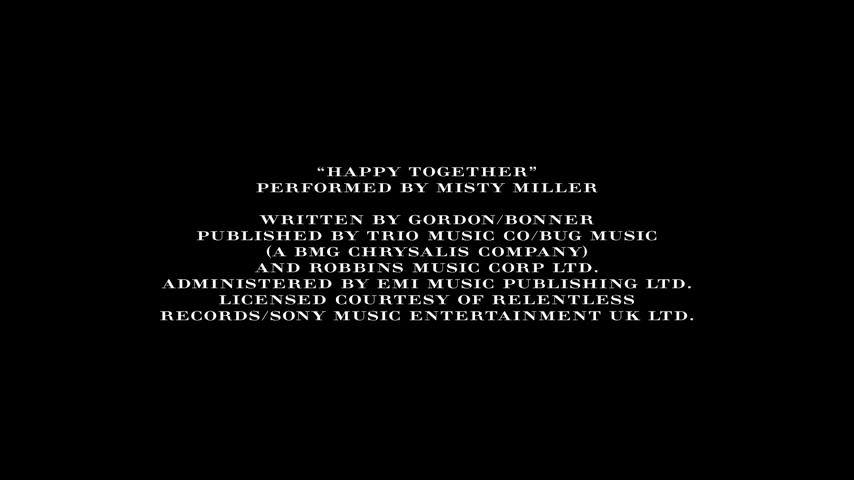 “HAPPY TOGETHER”
PERFORMED BY MISTY MILLER
WRITTEN BY GORDON/BONNER
PUBLISHED BY TRIO MUSIC CO/BUG MUSIC
(A BMG CHRYSALIS COMPANY)
AND ROBBINS MUSIC CORP LTD.
ADMINISTERED BY EMI MUSIC PUBLISHING LTD.
LICENSED COURTESY OF RELENTLESS
RECORDS/SONY MUSIC ENTERTAINMENT UK LTD.